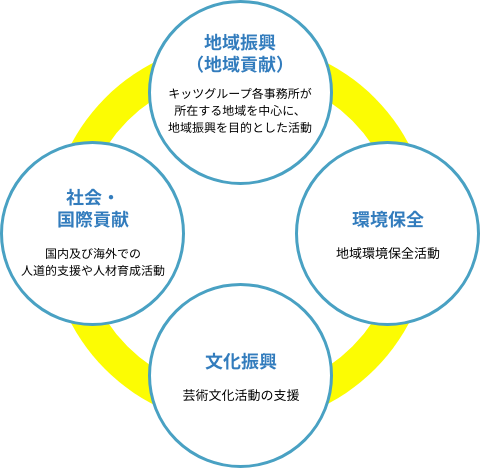 地域振興
（地域貢献）
キッツグループ各事務所が
所在する地域を中心に、
地域振興を目的とした活動
社会・
国際貢献
国内及び海外での
人道的支援や人材育成活動
環境保全
地域環境保全活動
文化振興
芸術文化活動の支援